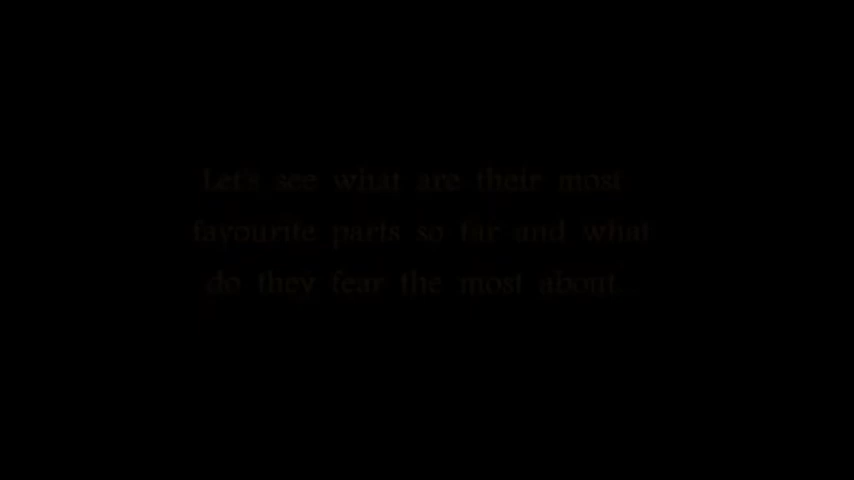 Let's see what are their most
favourite parts so far and what
do they fear the most about...